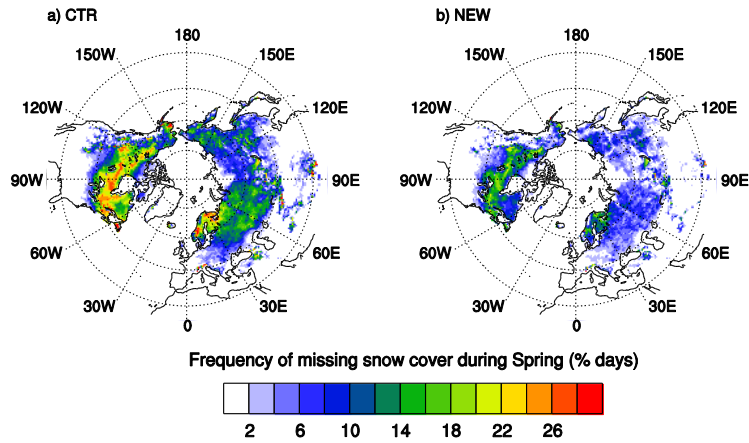 a) CTR
b) NEW
180
180
150W
150E
150W
150E
120W
120E
120W
120E
90W
90E
90W
90E
60W
60E
60W
60E
30W
30E
30W
30E
0
0
Frequency of missing snow cover during Spring (% days)
2 6 10 14 18 22 26